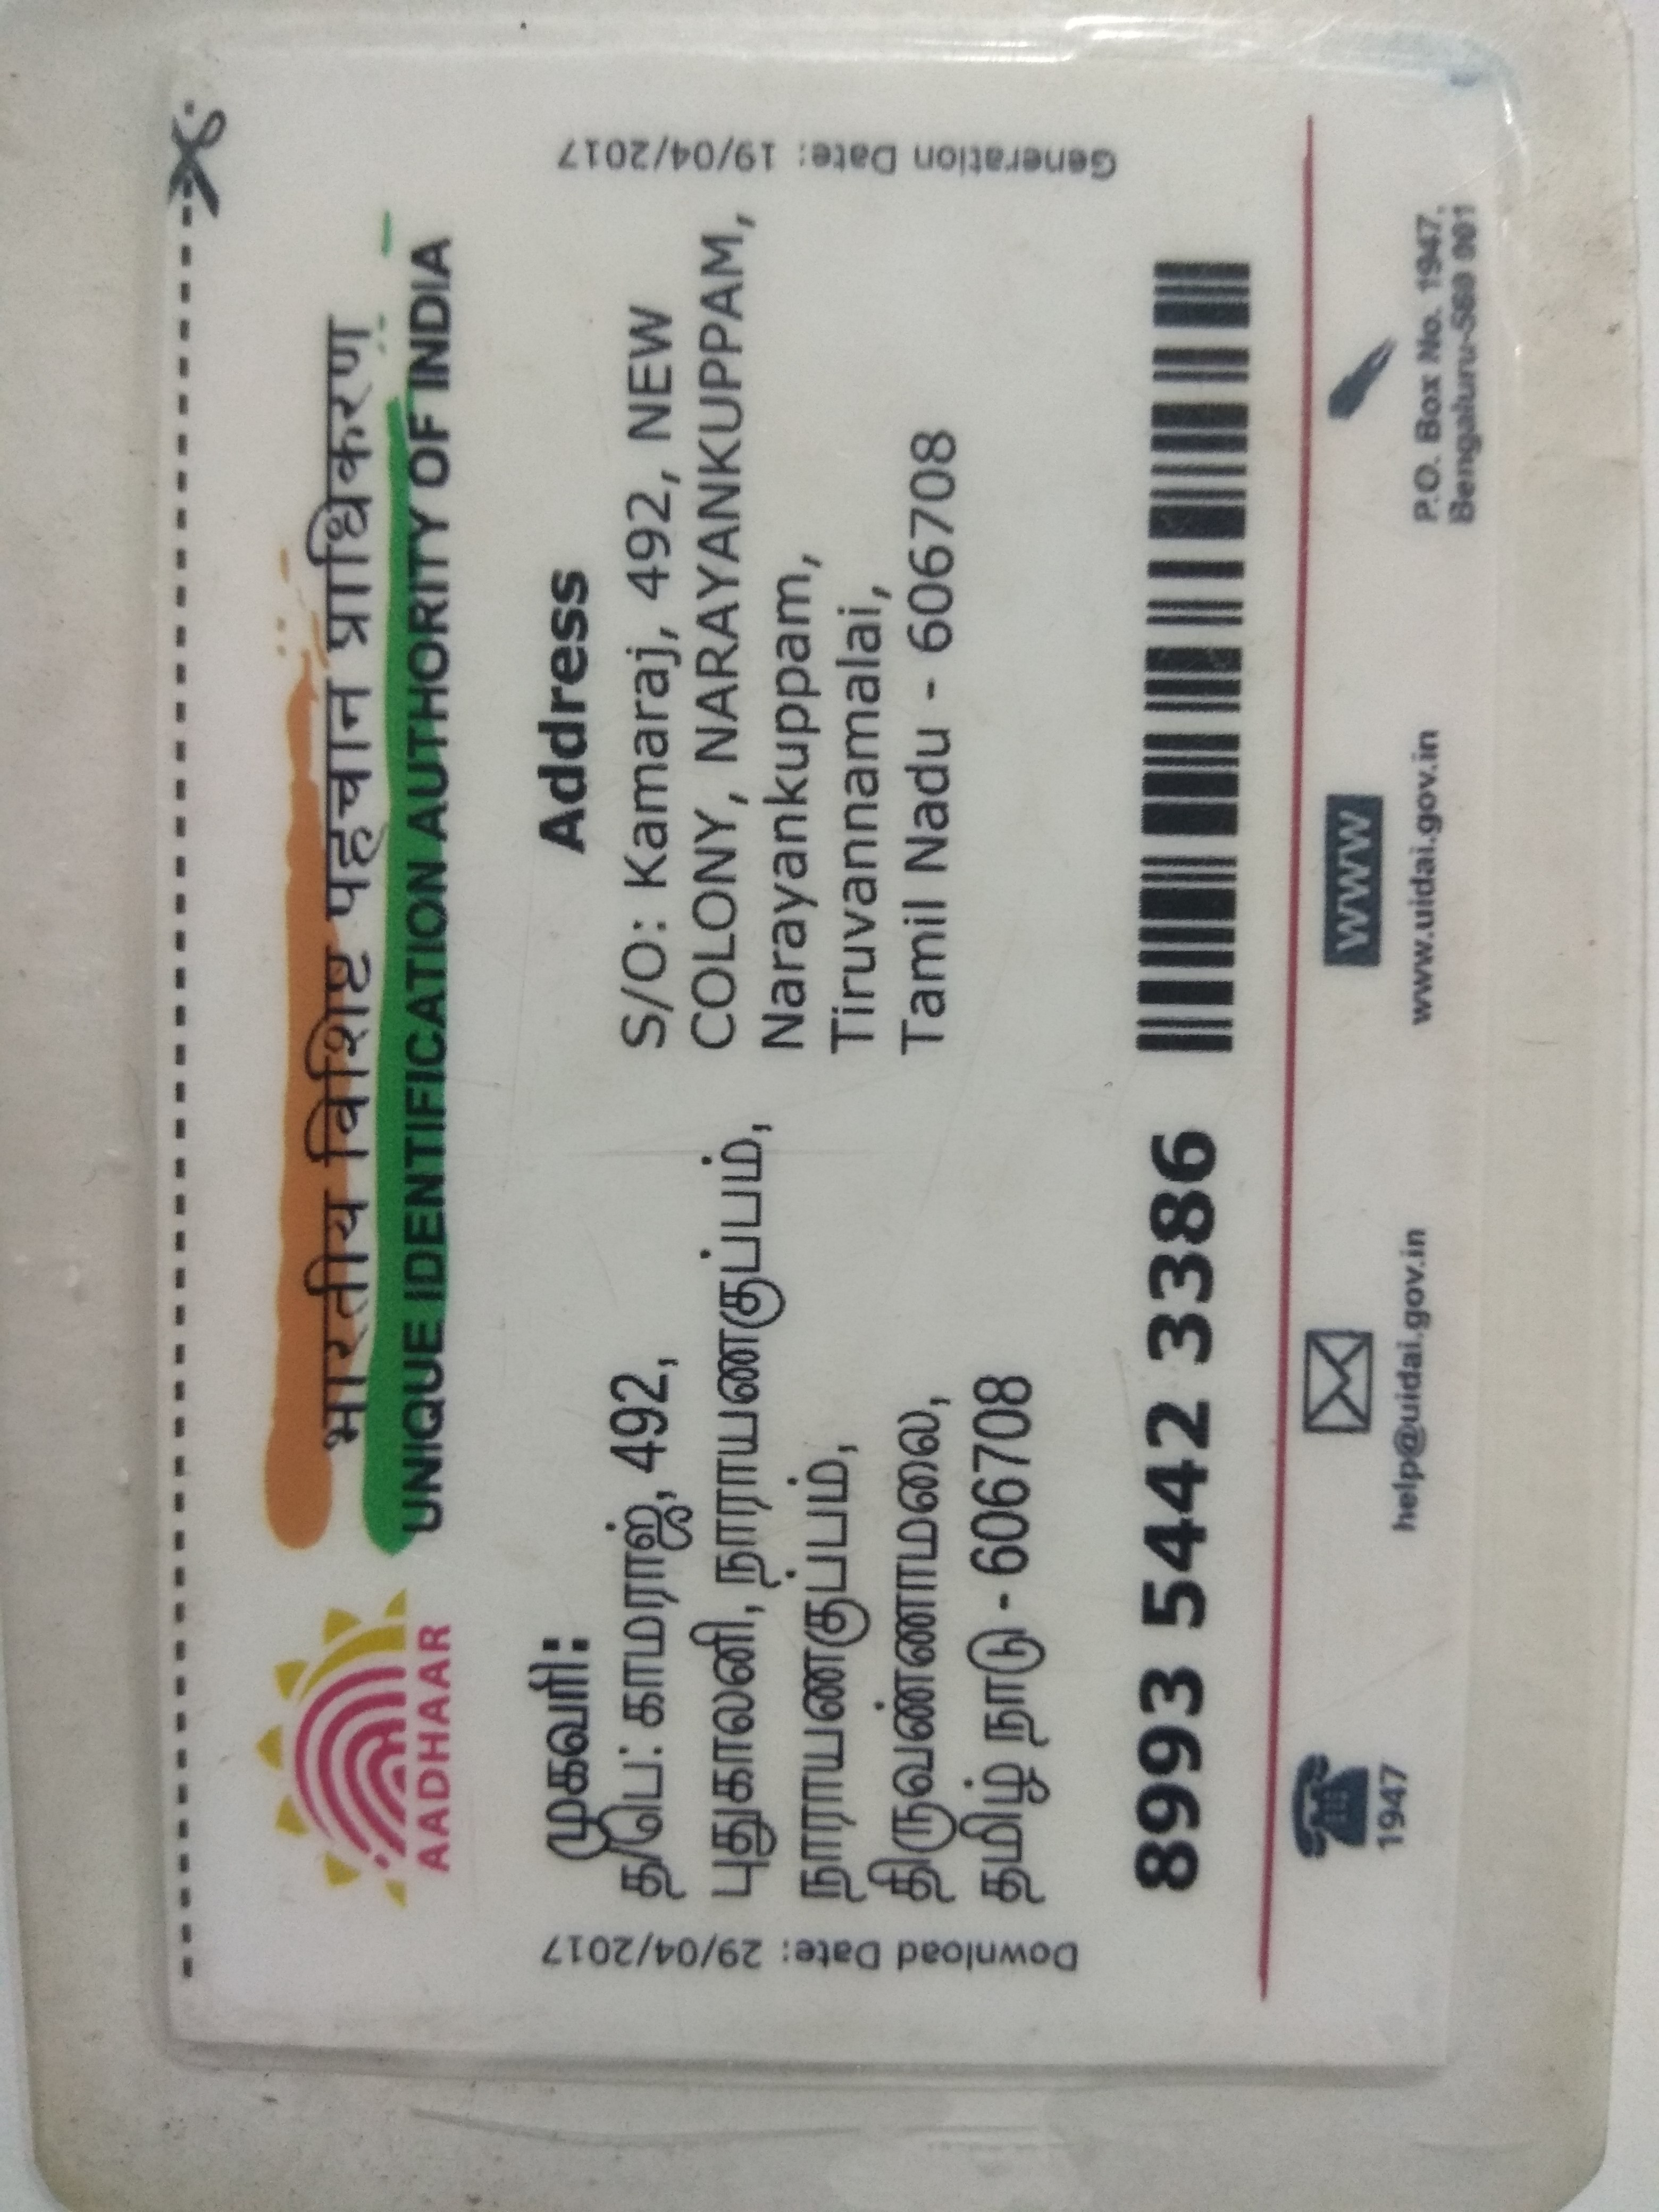 भारतीय विशिष्ट पहचान प्राधिकरण
UNIQUE IDENTIFICATION AUTHORITY OF INDIA
AADHAAR
Download Date: 29/04/2017
முகவரி:
த/பெ: காமராஜ், 492,
புதுகாலனி, நாராயணகுப்பம்,
நாராயணகுப்பம்,
திருவண்ணாமலை,
தமிழ் நாடு - 606708
Address
S/O: Kamaraj, 492, NEW
COLONY, NARAYANKUPPAM,
Narayankuppam,
Tiruvannamalai,
Tamil Nadu - 606708
Generation Date: 19/04/2017
8993 5442 3386
1947
help@uidai.gov.in
www
www.uidai.gov.in
P.O. Box No. 1947,
Bengaluru-560 001